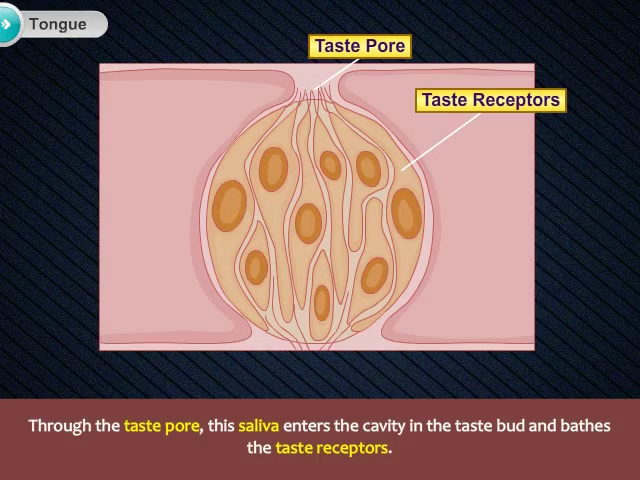 Tongue
Taste Pore
Taste Receptors
Through the taste pore, this saliva enters the cavity in the taste bud and bathes
the taste receptors.